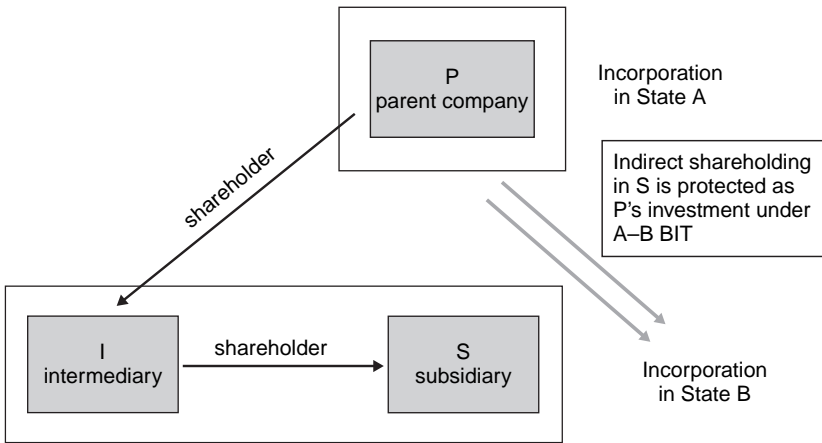 P
parent company
Incorporation
in State A
shareholder
Indirect shareholding
in S is protected as
P's investment under
A–B BIT
I
intermediary
shareholder
S
subsidiary
Incorporation
in State B